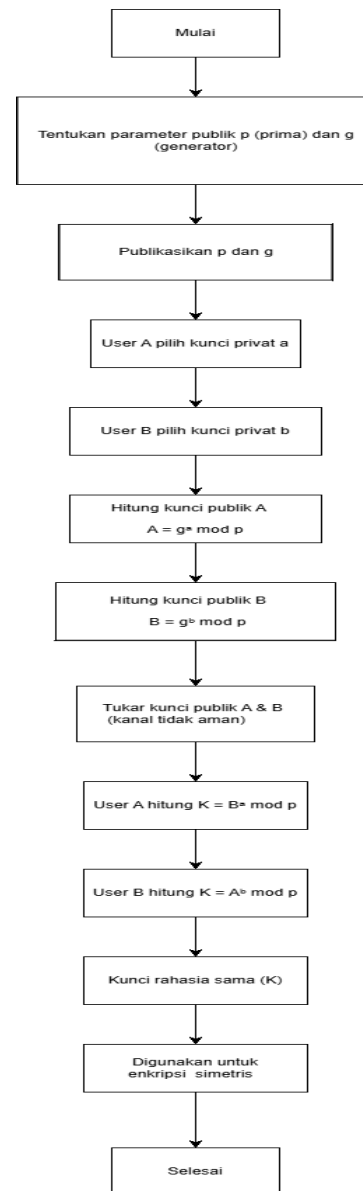 Mulai
Tentukan parameter publik p (prima) dan g
(generator)
Publikasikan p dan g
User A pilih kunci privat a
User B pilih kunci privat b
Hitung kunci publik A
A = gᵃ mod p
Hitung kunci publik B
B = gᵇ mod p
Tukar kunci publik A & B
(kanal tidak aman)
User A hitung K = Bᵃ mod p
User B hitung K = Aᵇ mod p
Kunci rahasia sama (K)
Digunakan untuk
enkripsi simetris
Selesai